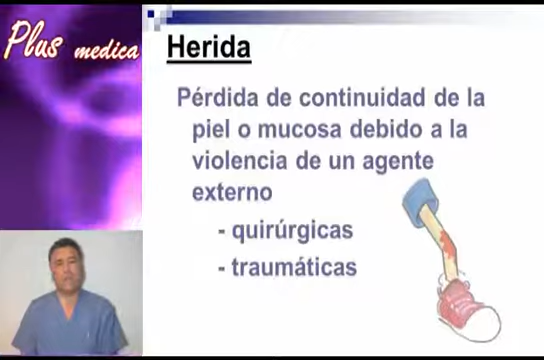 Plus medica
Herida
Pérdida de continuidad de la
piel o mucosa debido a la
violencia de un agente
externo
- quirúrgicas
- traumáticas